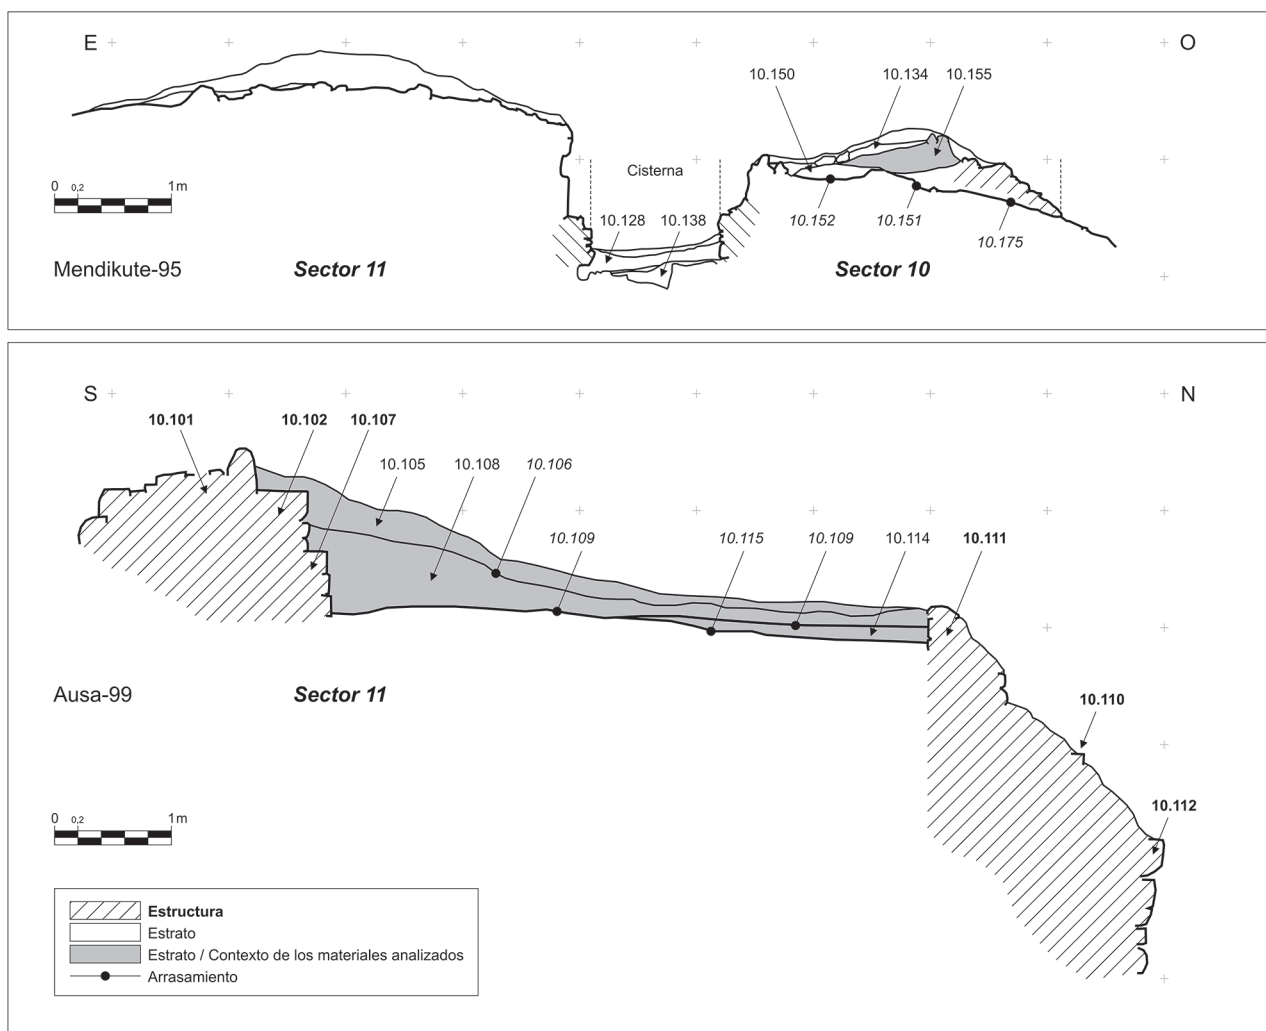 E
O
10.150
10.134
10.155
Cisterna
0
0,2
1m
10.128
10.138
10.152
10.151
10.175
Mendikute-95
Sector 11
Sector 10
S
N
10.101
10.102
10.107
10.105
10.108
10.106
10.109
10.115
10.109
10.114
10.111
Ausa-99
Sector 11
10.110
10.112
0
0,2
1m
Estructura
Estrato
Estrato / Contexto de los materiales analizados
Arrasamiento